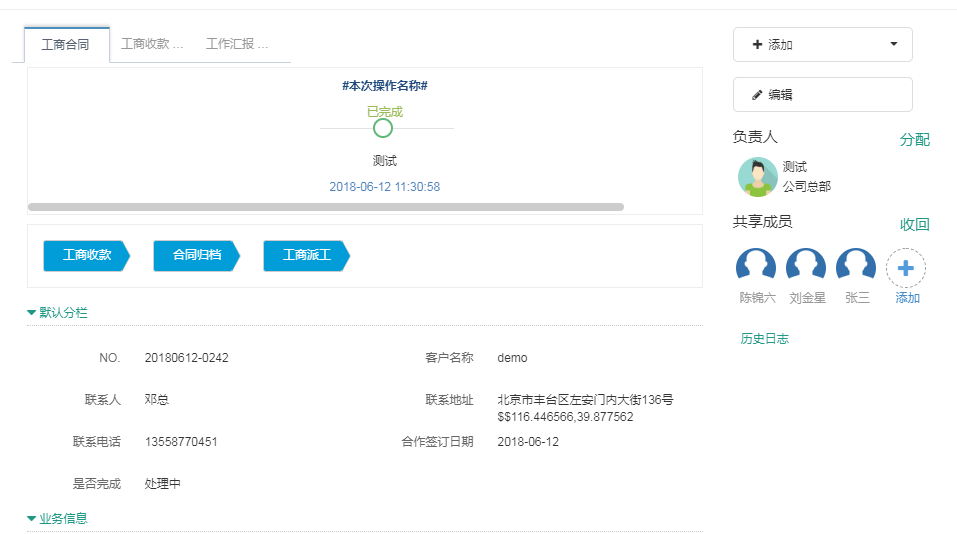 工商合同
工商收款 ...
工作汇报 ...
#本次操作名称#
已完成
测试
2018-06-12 11:30:58
工商收款
合同归档
工商派工
默认分栏
NO. 20180612-0242
客户名称 demo
联系人 邓总
联系地址 北京市丰台区左安门内大街136号
$$116.446566,39.877562
联系电话 13558770451
合作签订日期 2018-06-12
是否完成 处理中
业务信息
添加
编辑
负责人 分配
测试
公司总部
共享成员 收回
陈锦六 刘金星 张三 添加
历史日志